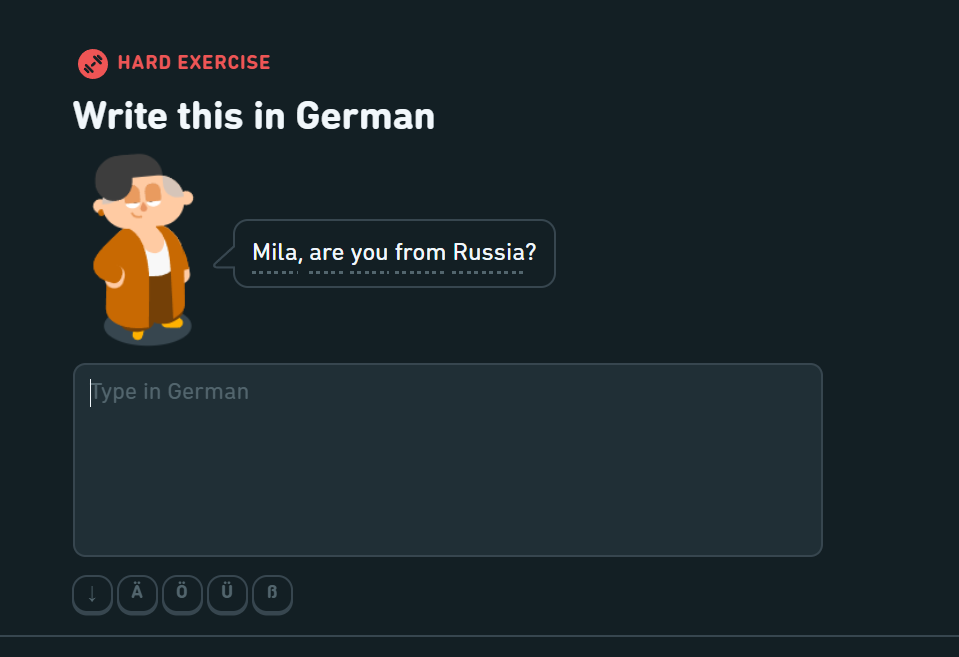 HARD EXERCISE
Write this in German
Mila, are you from Russia?
Type in German
↓ Ä Ö Ü ß